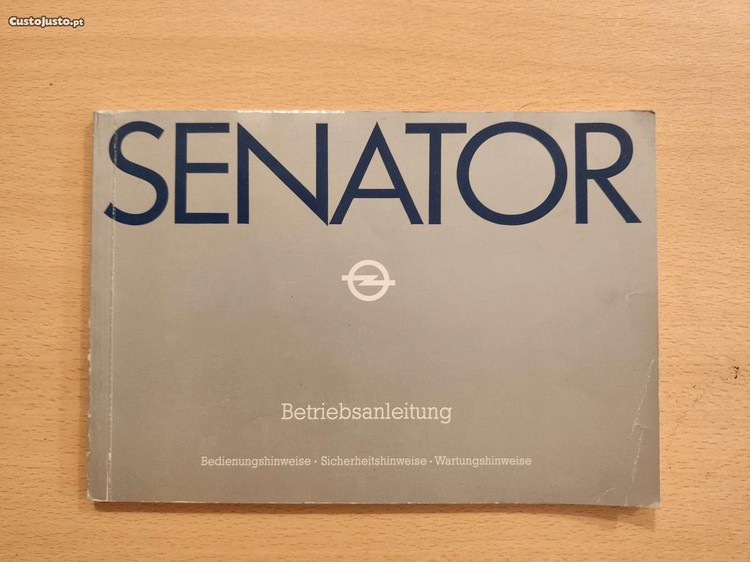 CustoJusto.pt
SENATOR
Betriebsanleitung
Bedienungshinweise · Sicherheitshinweise · Wartungshinweise